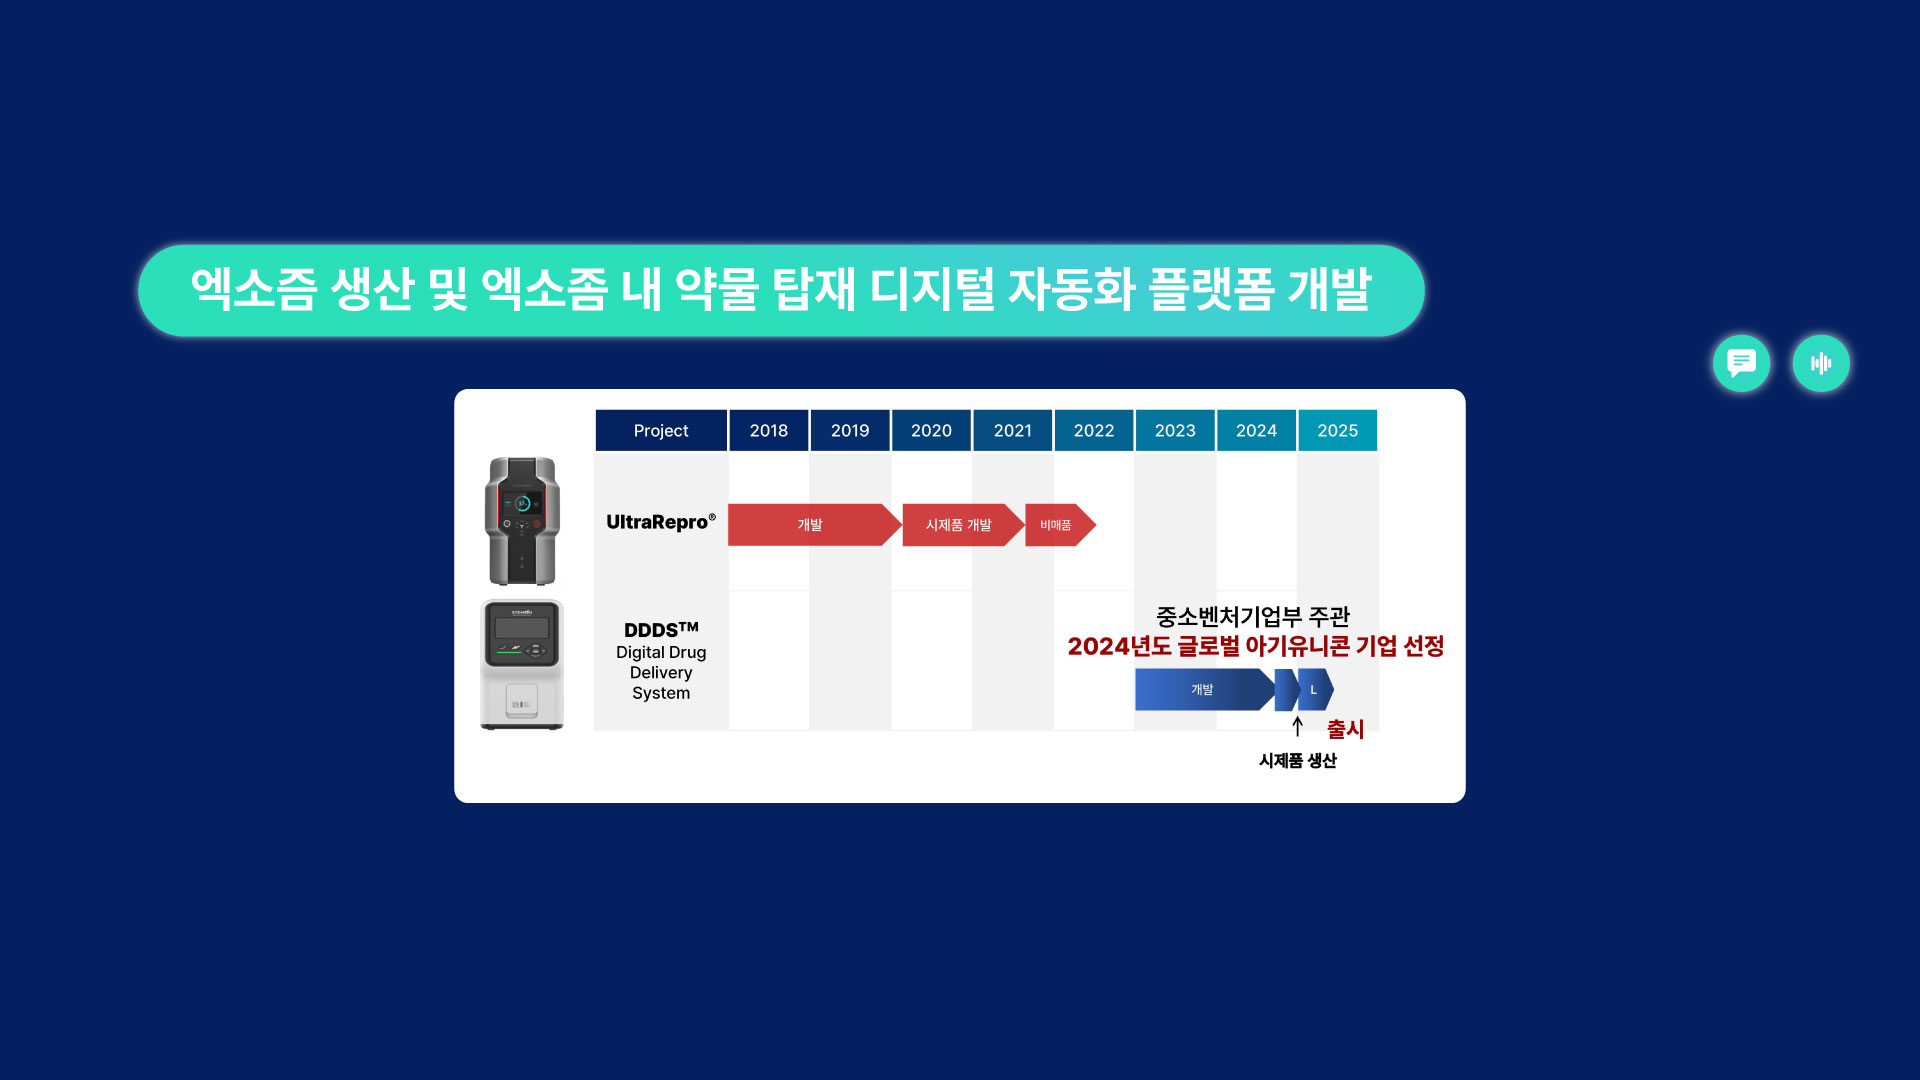 엑소즘 생산 및 엑소좀 내 약물 탑재 디지털 자동화 플랫폼 개발
Project 2018 2019 2020 2021 2022 2023 2024 2025
UltraRepro®
개발
시제품 개발
비매품
DDDS™
Digital Drug
Delivery
System
중소벤처기업부 주관
2024년도 글로벌 아기유니콘 기업 선정
개발
L
출시
시제품 생산